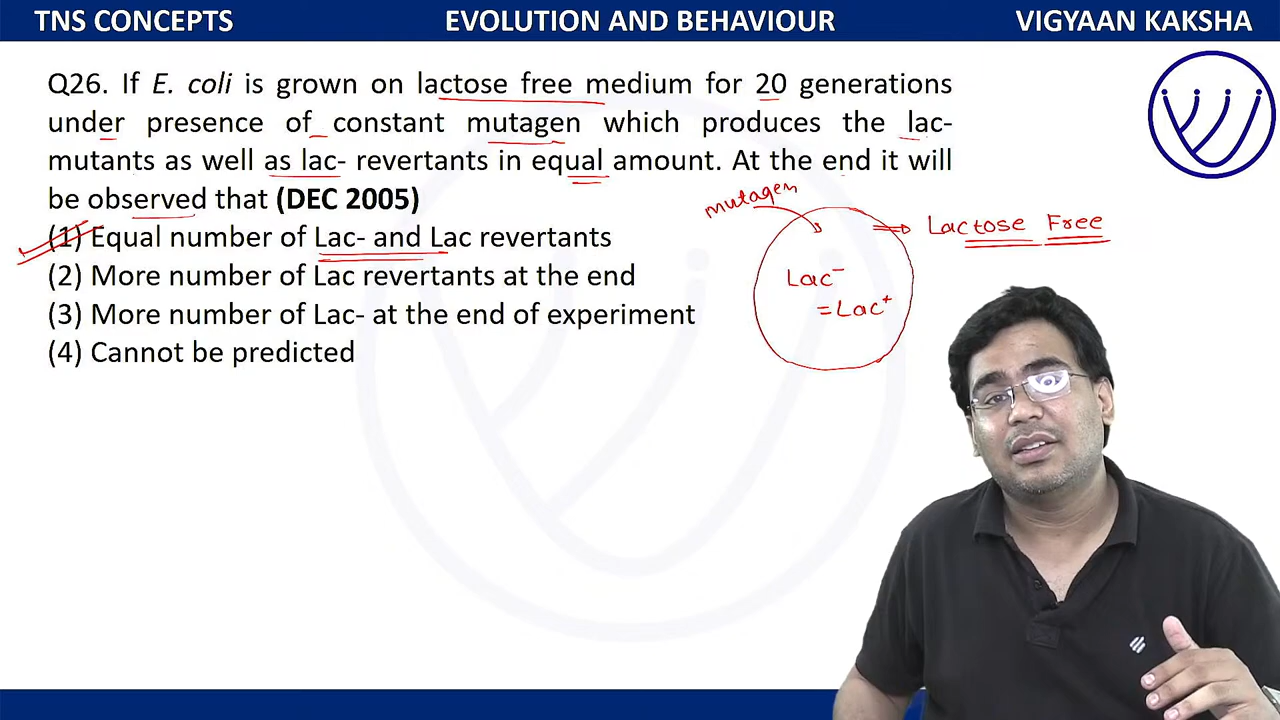 TNS CONCEPTS EVOLUTION AND BEHAVIOUR VIGYAAN KAKSHA
Q26. If E. coli is grown on lactose free medium for 20 generations
under presence of constant mutagen which produces the lac-
mutants as well as lac- revertants in equal amount. At the end it will
be observed that (DEC 2005)
(1) Equal number of Lac- and Lac revertants
(2) More number of Lac revertants at the end
(3) More number of Lac- at the end of experiment
(4) Cannot be predicted
mutagen
Lactose Free
Lac⁻
=Lac⁺